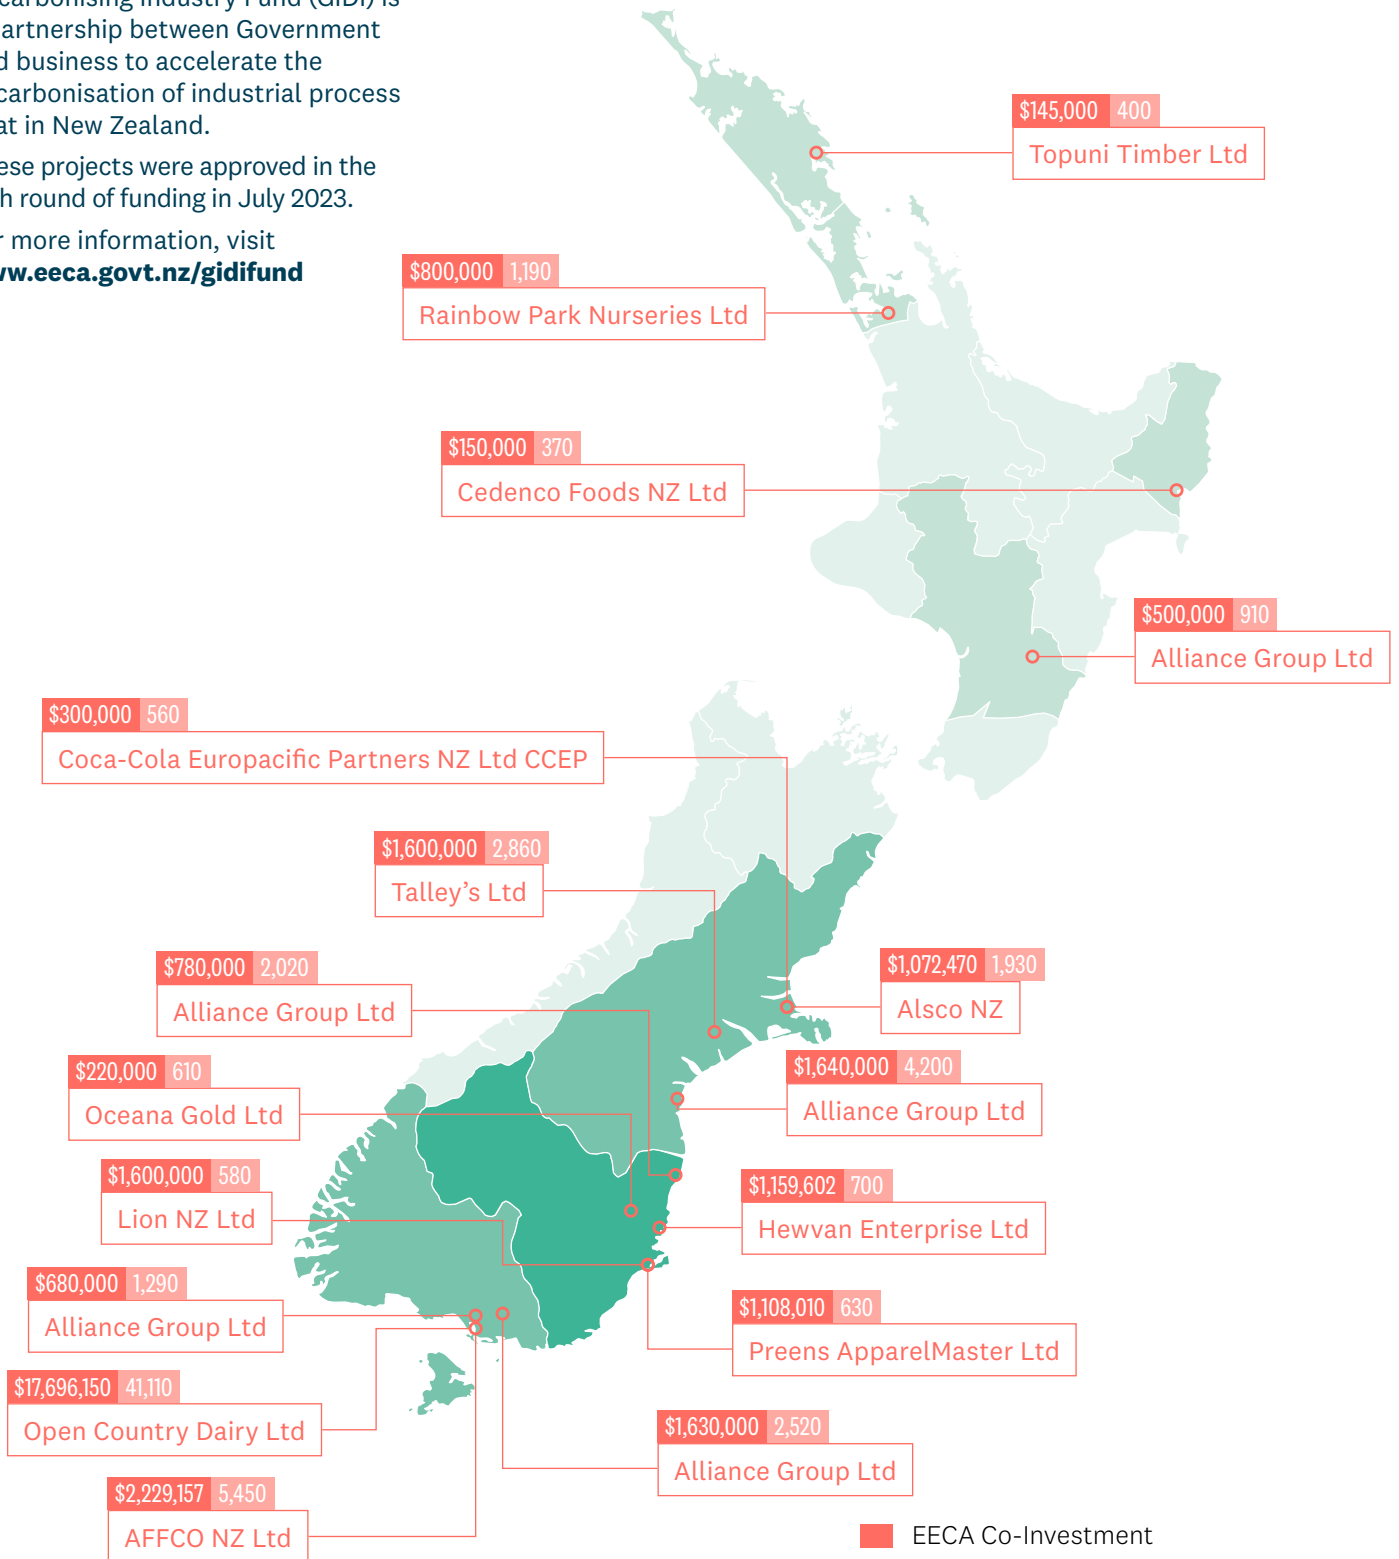 carbonising Industry Fund (GIDI) is
artnership between Government
d business to accelerate the
carbonisation of industrial process
at in New Zealand.
ese projects were approved in the
h round of funding in July 2023.
r more information, visit
w.eeca.govt.nz/gidifund
$145,000 400
Topuni Timber Ltd
$800,000 1,190
Rainbow Park Nurseries Ltd
$150,000 370
Cedenco Foods NZ Ltd
$500,000 910
Alliance Group Ltd
$300,000 560
Coca-Cola Europacific Partners NZ Ltd CCEP
$1,600,000 2,860
Talley's Ltd
$780,000 2,020
Alliance Group Ltd
$1,072,470 1,930
Alsco NZ
$220,000 610
Oceana Gold Ltd
$1,640,000 4,200
Alliance Group Ltd
$1,600,000 580
Lion NZ Ltd
$1,159,602 700
Hewvan Enterprise Ltd
$680,000 1,290
Alliance Group Ltd
$1,108,010 630
Preens ApparelMaster Ltd
$17,696,150 41,110
Open Country Dairy Ltd
$1,630,000 2,520
Alliance Group Ltd
$2,229,157 5,450
AFFCO NZ Ltd
EECA Co-Investment